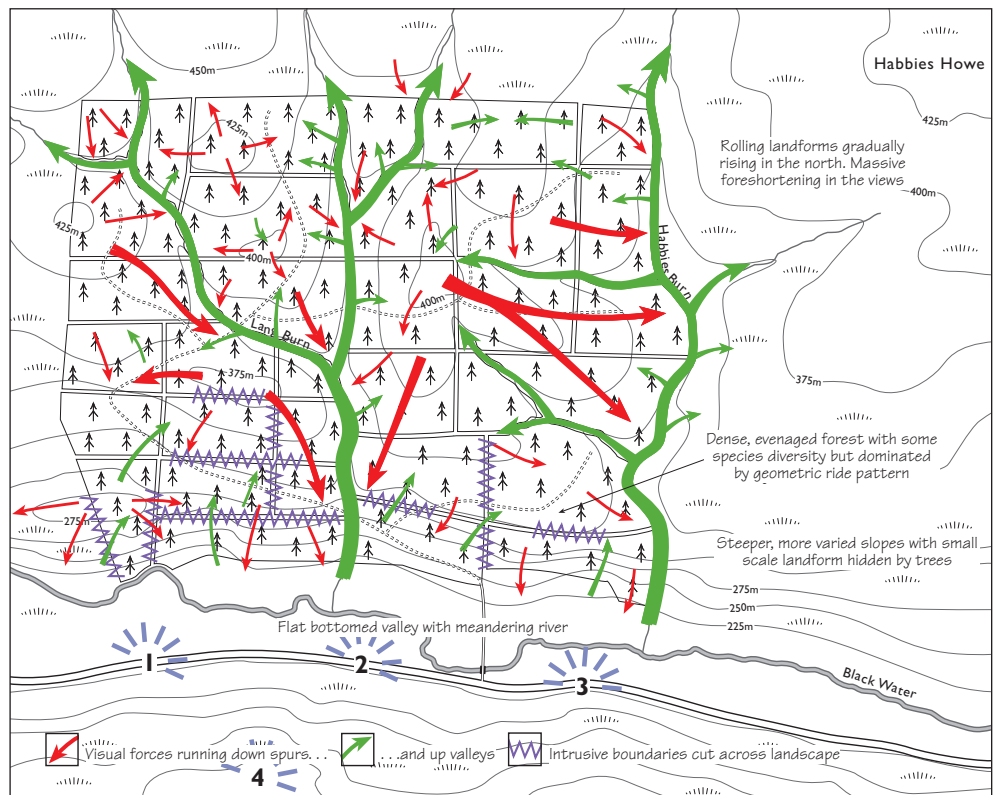 450m
Habbies Howe
425m
425m
Rolling landforms gradually
rising in the north. Massive
foreshortening in the views
400m
425m
400m
Habbies Burn
400m
Lang Burn
375m
375m
Dense, evenaged forest with some
species diversity but dominated
by geometric ride pattern
275m
Steeper, more varied slopes with small
scale landform hidden by trees
275m
250m
225m
Flat bottomed valley with meandering river
1
2
3
Black Water
Visual forces running down spurs. . .
. . .and up valleys
Intrusive boundaries cut across landscape
4